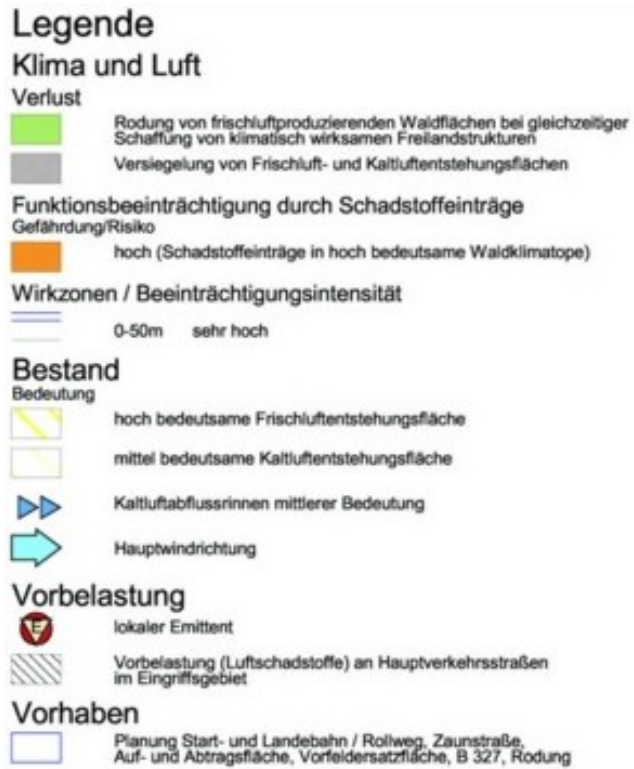 Legende
Klima und Luft
Verlust
Rodung von frischluftproduzierenden Waldflächen bei gleichzeitiger
Schaffung von klimatisch wirksamen Freilandstrukturen
Versiegelung von Frischluft- und Kaltluftentstehungsflächen
Funktionsbeeinträchtigung durch Schadstoffeinträge
Gefährdung/Risiko
hoch (Schadstoffeinträge in hoch bedeutsame Waldklimatope)
Wirkzonen / Beeinträchtigungsintensität
0-50m sehr hoch
Bestand
Bedeutung
hoch bedeutsame Frischluftentstehungsfläche
mittel bedeutsame Kaltluftentstehungsfläche
Kaltluftabflussrinnen mittlerer Bedeutung
Hauptwindrichtung
Vorbelastung
E lokaler Emittent
Vorbelastung (Luftschadstoffe) an Hauptverkehrsstraßen
im Eingriffsgebiet
Vorhaben
Planung Start- und Landebahn / Rollweg, Zaunstraße,
Auf- und Abtragsfläche, Vorfeldersatzfläche, B 327, Rodung